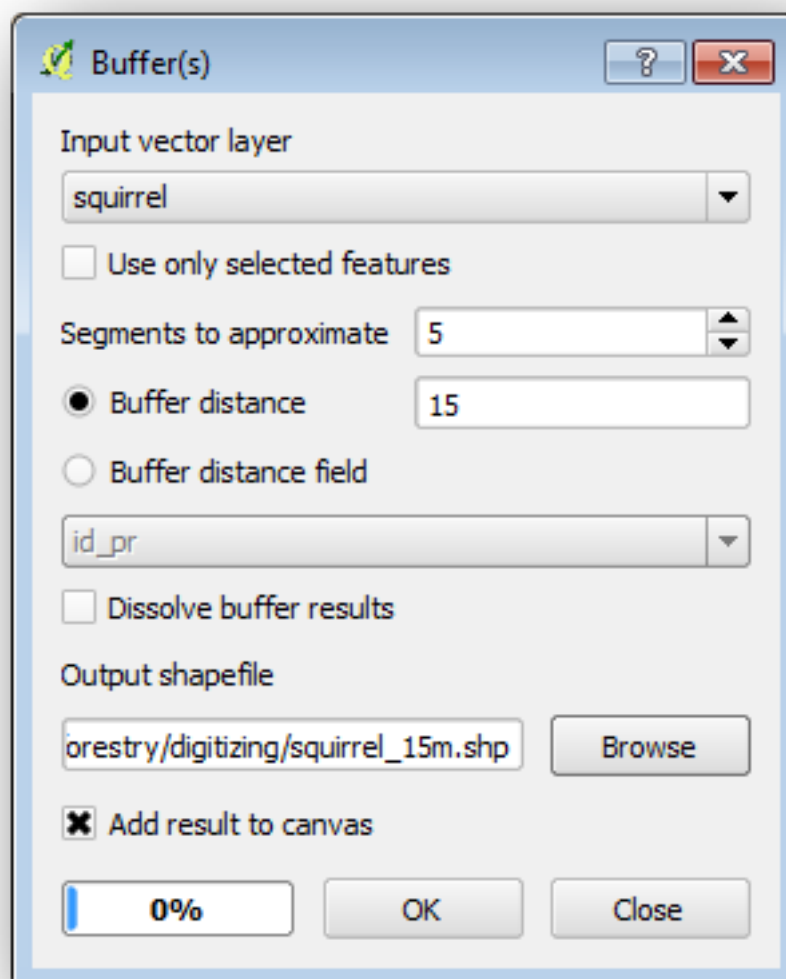 Buffer(s)
Input vector layer
squirrel
Use only selected features
Segments to approximate 5
Buffer distance 15
Buffer distance field
id_pr
Dissolve buffer results
Output shapefile
orestry/digitizing/squirrel_15m.shp Browse
Add result to canvas
0% OK Close